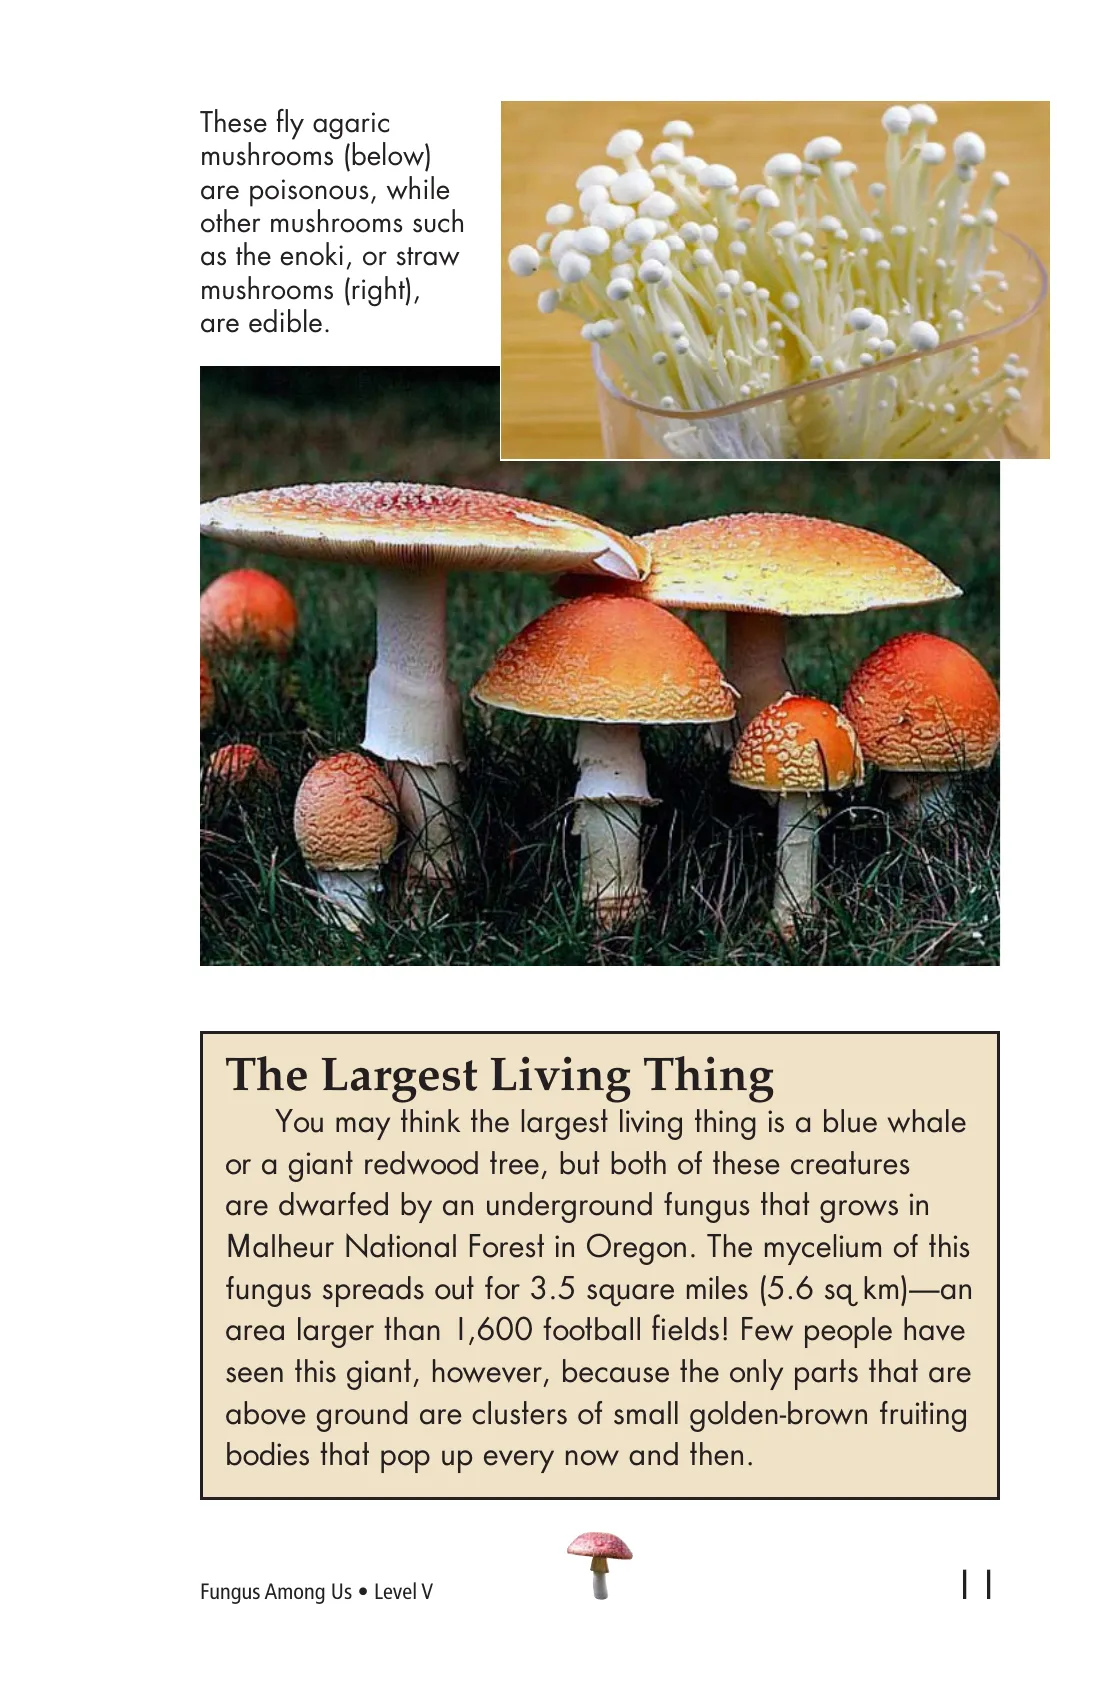 These fly agaric
mushrooms (below)
are poisonous, while
other mushrooms such
as the enoki, or straw
mushrooms (right),
are edible.
The Largest Living Thing
You may think the largest living thing is a blue whale
or a giant redwood tree, but both of these creatures
are dwarfed by an underground fungus that grows in
Malheur National Forest in Oregon. The mycelium of this
fungus spreads out for 3.5 square miles (5.6 sq km)—an
area larger than 1,600 football fields! Few people have
seen this giant, however, because the only parts that are
above ground are clusters of small golden-brown fruiting
bodies that pop up every now and then.
Fungus Among Us • Level V
11